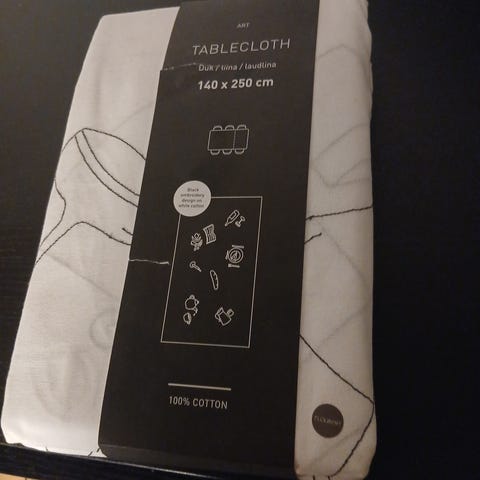 ART
TABLECLOTH
Duk / liina / laudlina
140 x 250 cm
Black
embroidery
design on
white cotton
100% COTTON